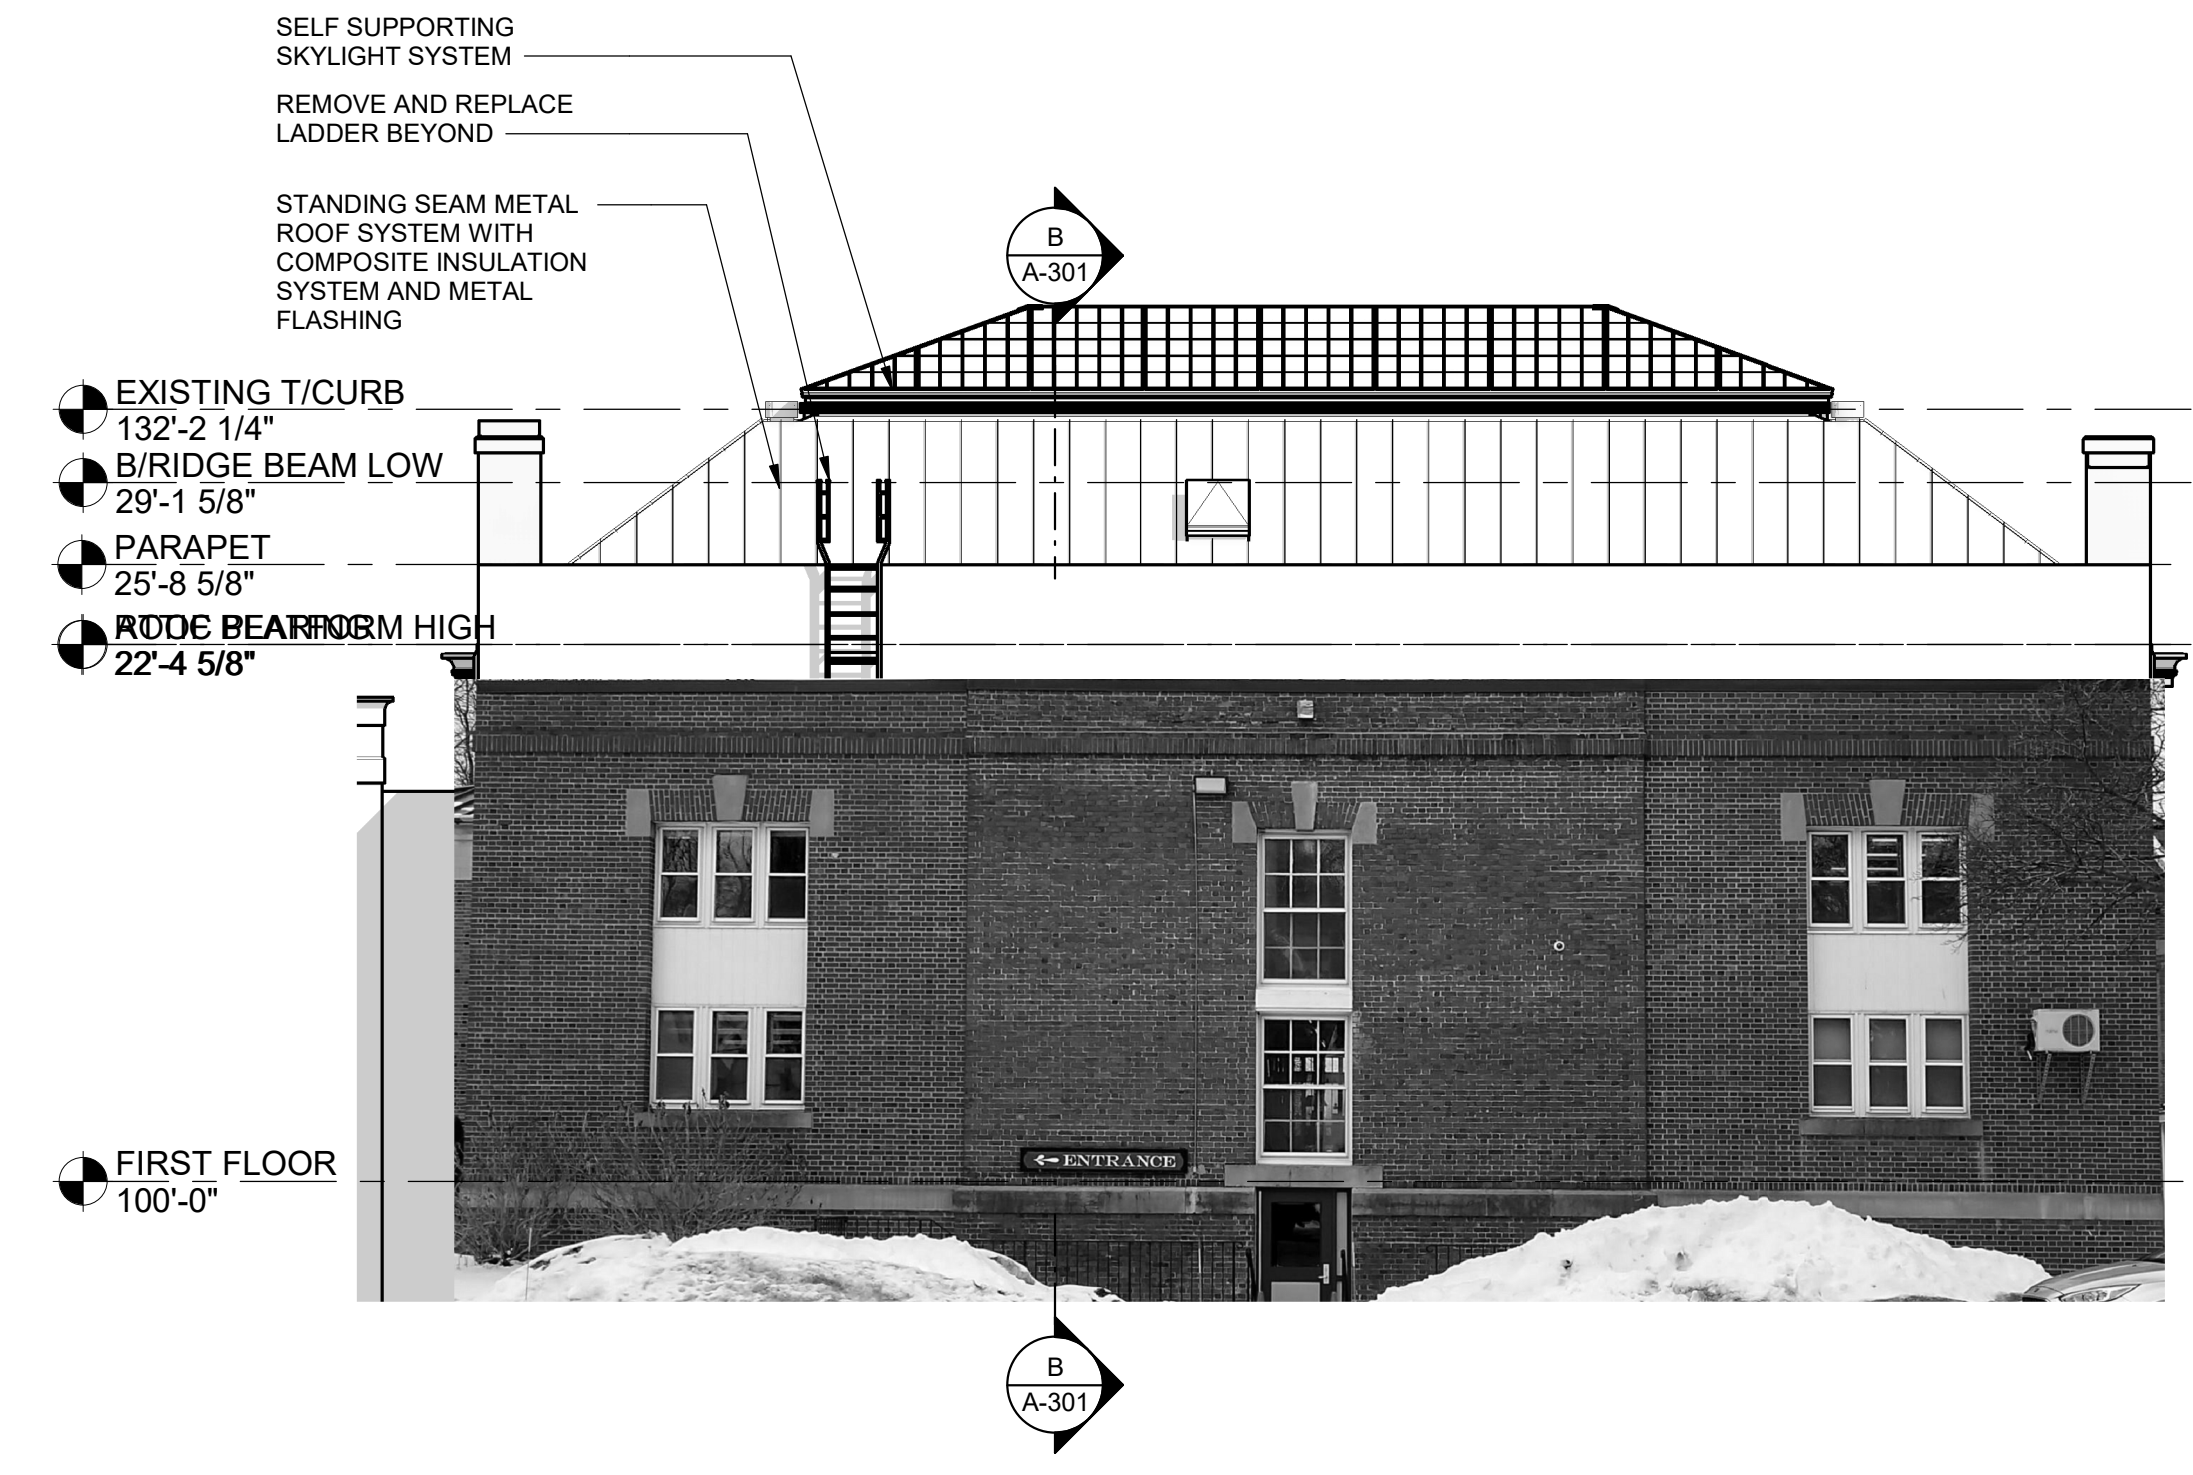 SELF SUPPORTING
SKYLIGHT SYSTEM
REMOVE AND REPLACE
LADDER BEYOND
STANDING SEAM METAL
ROOF SYSTEM WITH
COMPOSITE INSULATION
SYSTEM AND METAL
FLASHING
B
A-301
EXISTING T/CURB
132'-2 1/4"
B/RIDGE BEAM LOW
29'-1 5/8"
PARAPET
25'-8 5/8"
HIGH
22'-4 5/8"
ENTRANCE
FIRST FLOOR
100'-0"
B
A-301